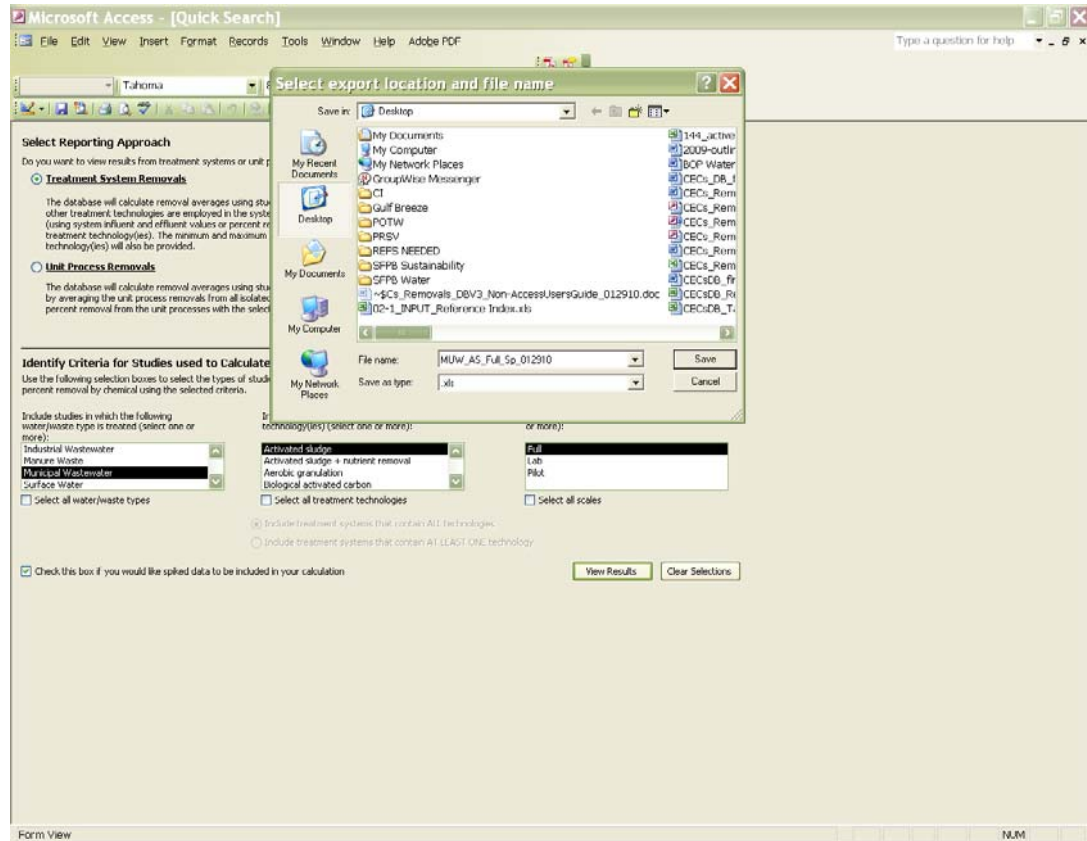 Microsoft Access - [Quick Search]
File Edit View Insert Format Records Tools Window Help Adobe PDF
Type a question for help
Tahoma
Select export location and file name
Save in: Desktop
My Recent Documents
Desktop
My Documents
My Computer
My Network Places
My Documents
My Computer
My Network Places
GroupWise Messenger
CI
Gulf Breeze
POTW
PRSV
REFS NEEDED
SFPB Sustainability
SFPB Water
~$Cs_Removals_DBV3_Non-AccessUsersGuide_012910.doc
02-1_INPUT_Reference Index.xls
144_active
2009-outlin
BOP Water
CECs_DB_f
CECs_Rem
CECs_Rem
CECs_Rem
CECs_Rem
CECs_Rem
CECs_Rem
CECsDB_fir
CECsDB_Re
CECsDB_T
File name: MUW_AS_Full_Sp_012910
Save
Save as type: .xls
Cancel
Select Reporting Approach
Do you want to view results from treatment systems or unit p
Treatment System Removals
The database will calculate removal averages using stu
other treatment technologies are employed in the syste
(using system influent and effluent values or percent re
treatment technology(ies). The minimum and maximum
technology(ies) will also be provided.
Unit Process Removals
The database will calculate removal averages using stu
by averaging the unit process removals from all isolated
percent removal from the unit processes with the select
Identify Criteria for Studies used to Calculate
Use the following selection boxes to select the types of studi
percent removal by chemical using the selected criteria.
Include studies in which the following
water/waste type is treated (select one or
more):
Industrial Wastewater
Manure Waste
Municipal Wastewater
Surface Water
Select all water/waste types
technology(ies) (select one or more):
Activated sludge
Activated sludge + nutrient removal
Aerobic granulation
Biological activated carbon
Select all treatment technologies
or more):
Full
Lab
Pilot
Select all scales
Include treatment systems that contain ALL technologies
Include treatment systems that contain AT LEAST ONE technology
Check this box if you would like spiked data to be included in your calculation
View Results
Clear Selections
Form View
NUM